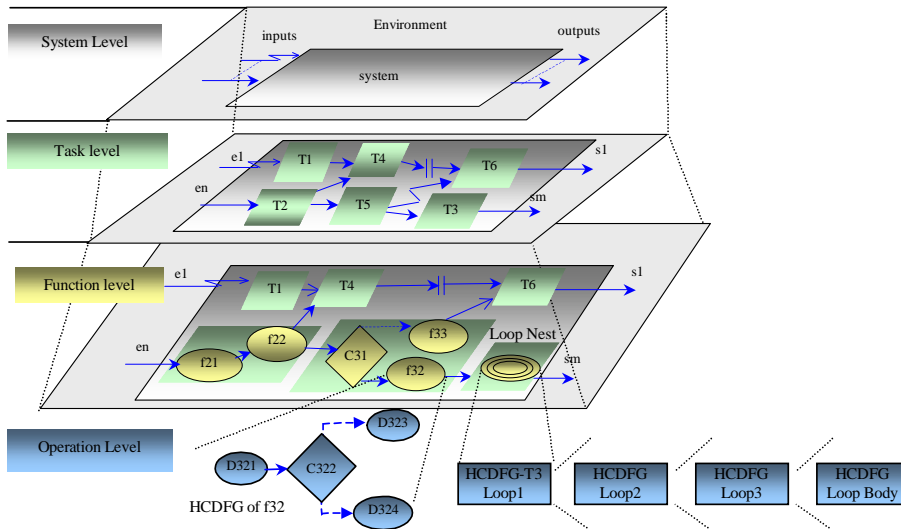 System Level
Environment
inputs
outputs
system
Task level
e1
T1
T4
T6
s1
en
T2
T5
T3
sm
Function level
e1
T1
T4
T6
s1
en
f21
f22
C31
f33
f32
Loop Nest
sm
Operation Level
D321
C322
D323
D324
HCDFG of f32
HCDFG-T3
Loop1
HCDFG
Loop2
HCDFG
Loop3
HCDFG
Loop Body